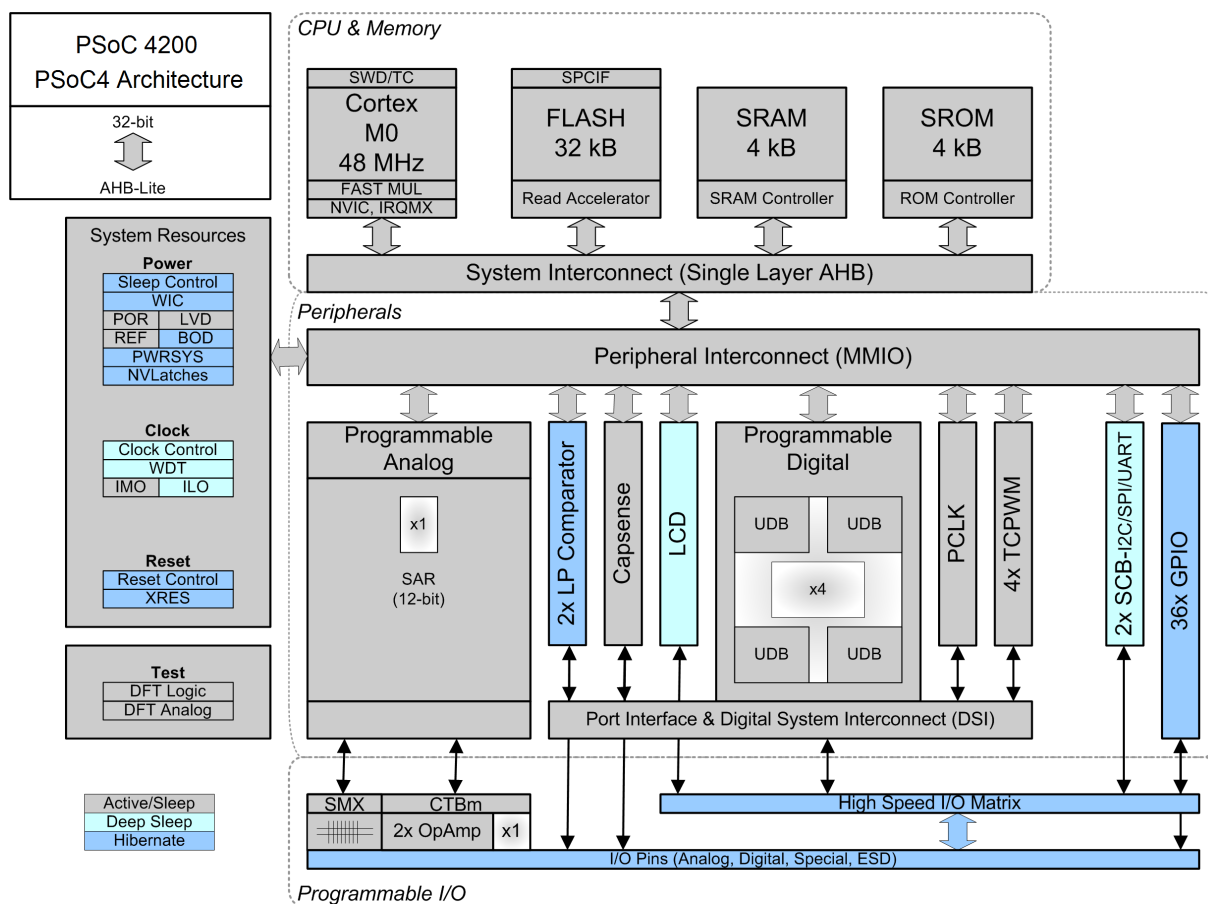 PSoC 4200
PSoC4 Architecture
32-bit
AHB-Lite
CPU & Memory
SWD/TC
Cortex
M0
48 MHz
FAST MUL
NVIC, IRQMX
SPCIF
FLASH
32 kB
Read Accelerator
SRAM
4 kB
SRAM Controller
SROM
4 kB
ROM Controller
System Interconnect (Single Layer AHB)
System Resources
Power
Sleep Control
WIC
POR LVD
REF BOD
PWRSYS
NVLatches
Clock
Clock Control
WDT
IMO ILO
Reset
Reset Control
XRES
Test
DFT Logic
DFT Analog
Peripherals
Peripheral Interconnect (MMIO)
Programmable
Analog
x1
SAR
(12-bit)
2x LP Comparator
Capsense
LCD
Programmable
Digital
UDB UDB
x4
UDB UDB
PCLK
4x TCPWM
2x SCB-I2C/SPI/UART
36x GPIO
Port Interface & Digital System Interconnect (DSI)
SMX CTBm
2x OpAmp x1
High Speed I/O Matrix
I/O Pins (Analog, Digital, Special, ESD)
Programmable I/O
Active/Sleep
Deep Sleep
Hibernate